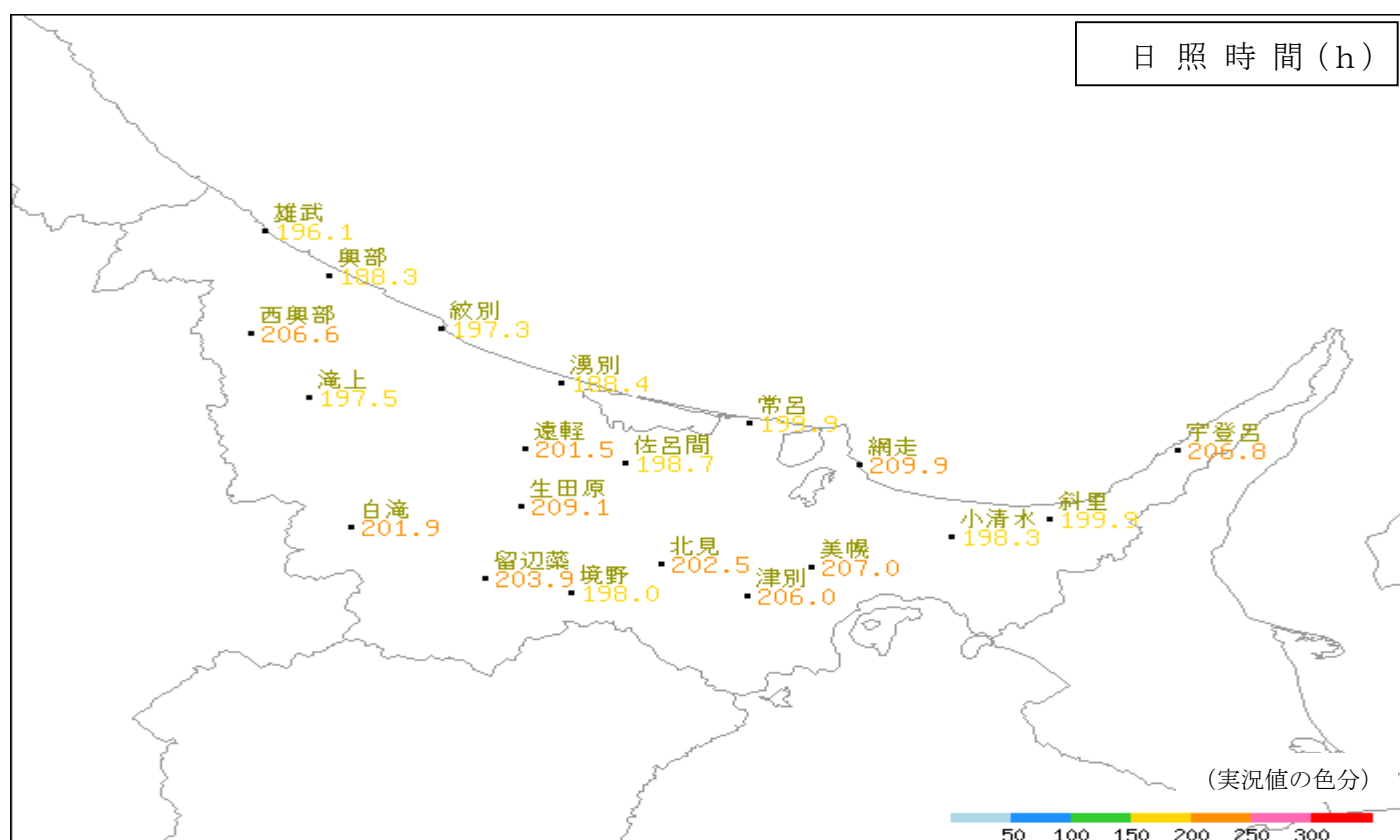 日照時間(h)
雄武
196.1
興部
188.3
西興部
206.6
紋別
197.3
滝上
197.5
湧別
188.4
常呂
199.9
遠軽
201.5
佐呂間
198.7
網走
209.9
宇登呂
206.8
生田原
209.1
白滝
201.9
斜里
199.9
小清水
198.3
留辺蘂
203.9
境野
198.0
北見
202.5
美幌
207.0
津別
206.0
(実況値の色分)
50 100 150 200 250 300